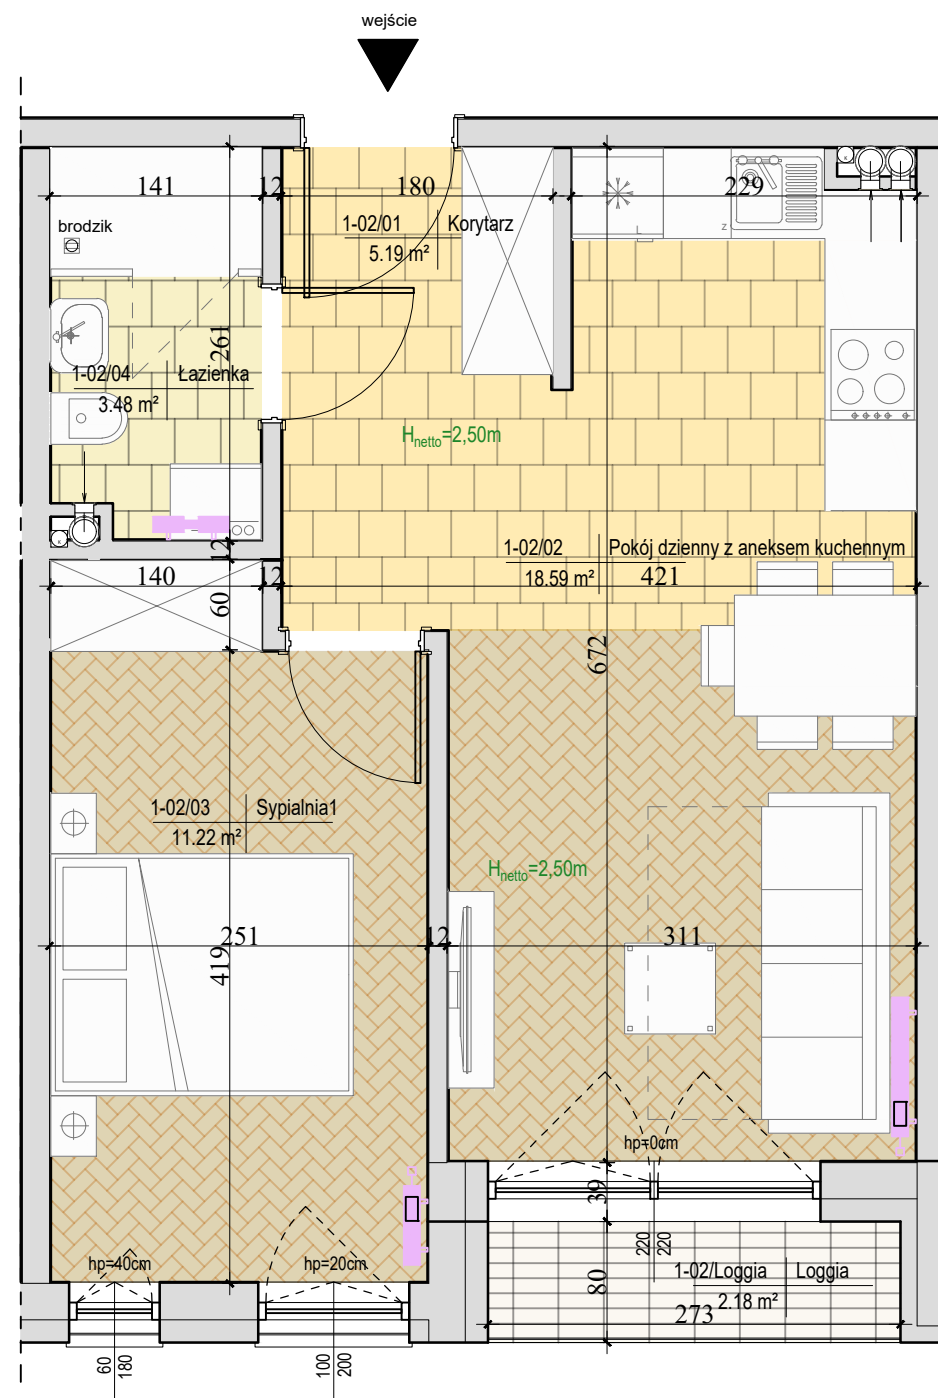 wejście
141
12
180
229
brodzik
1-02/01 Korytarz
5.19 m²
z
261
1-02/04 Łazienka
3.48 m²
Hnetto=2,50m
12
1-02/02 Pokój dzienny z aneksem kuchennym
18.59 m²
140
12
421
60
672
1-02/03 Sypialnia1
11.22 m²
Hnetto=2,50m
251
12
311
419
hp=0cm
39
220
220
hp=40cm
hp=20cm
1-02/Loggia Loggia
2.18 m²
80
273
60
180
100
200